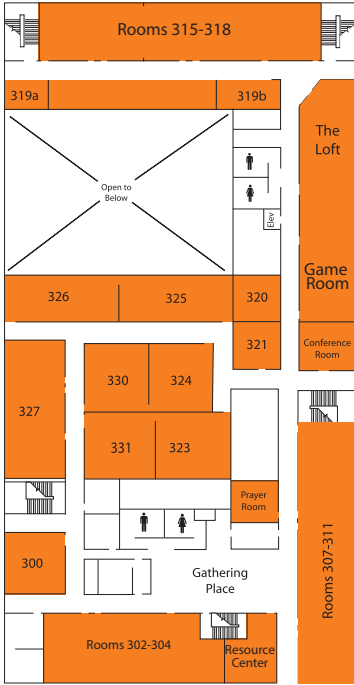 Rooms 315-318
319a
319b
The
Loft
Open to
Below
Elev
Game
Room
326
325
320
321
Conference
Room
330
324
327
331
323
Prayer
Room
300
Gathering
Place
Rooms 307-311
Rooms 302-304
Resource
Center